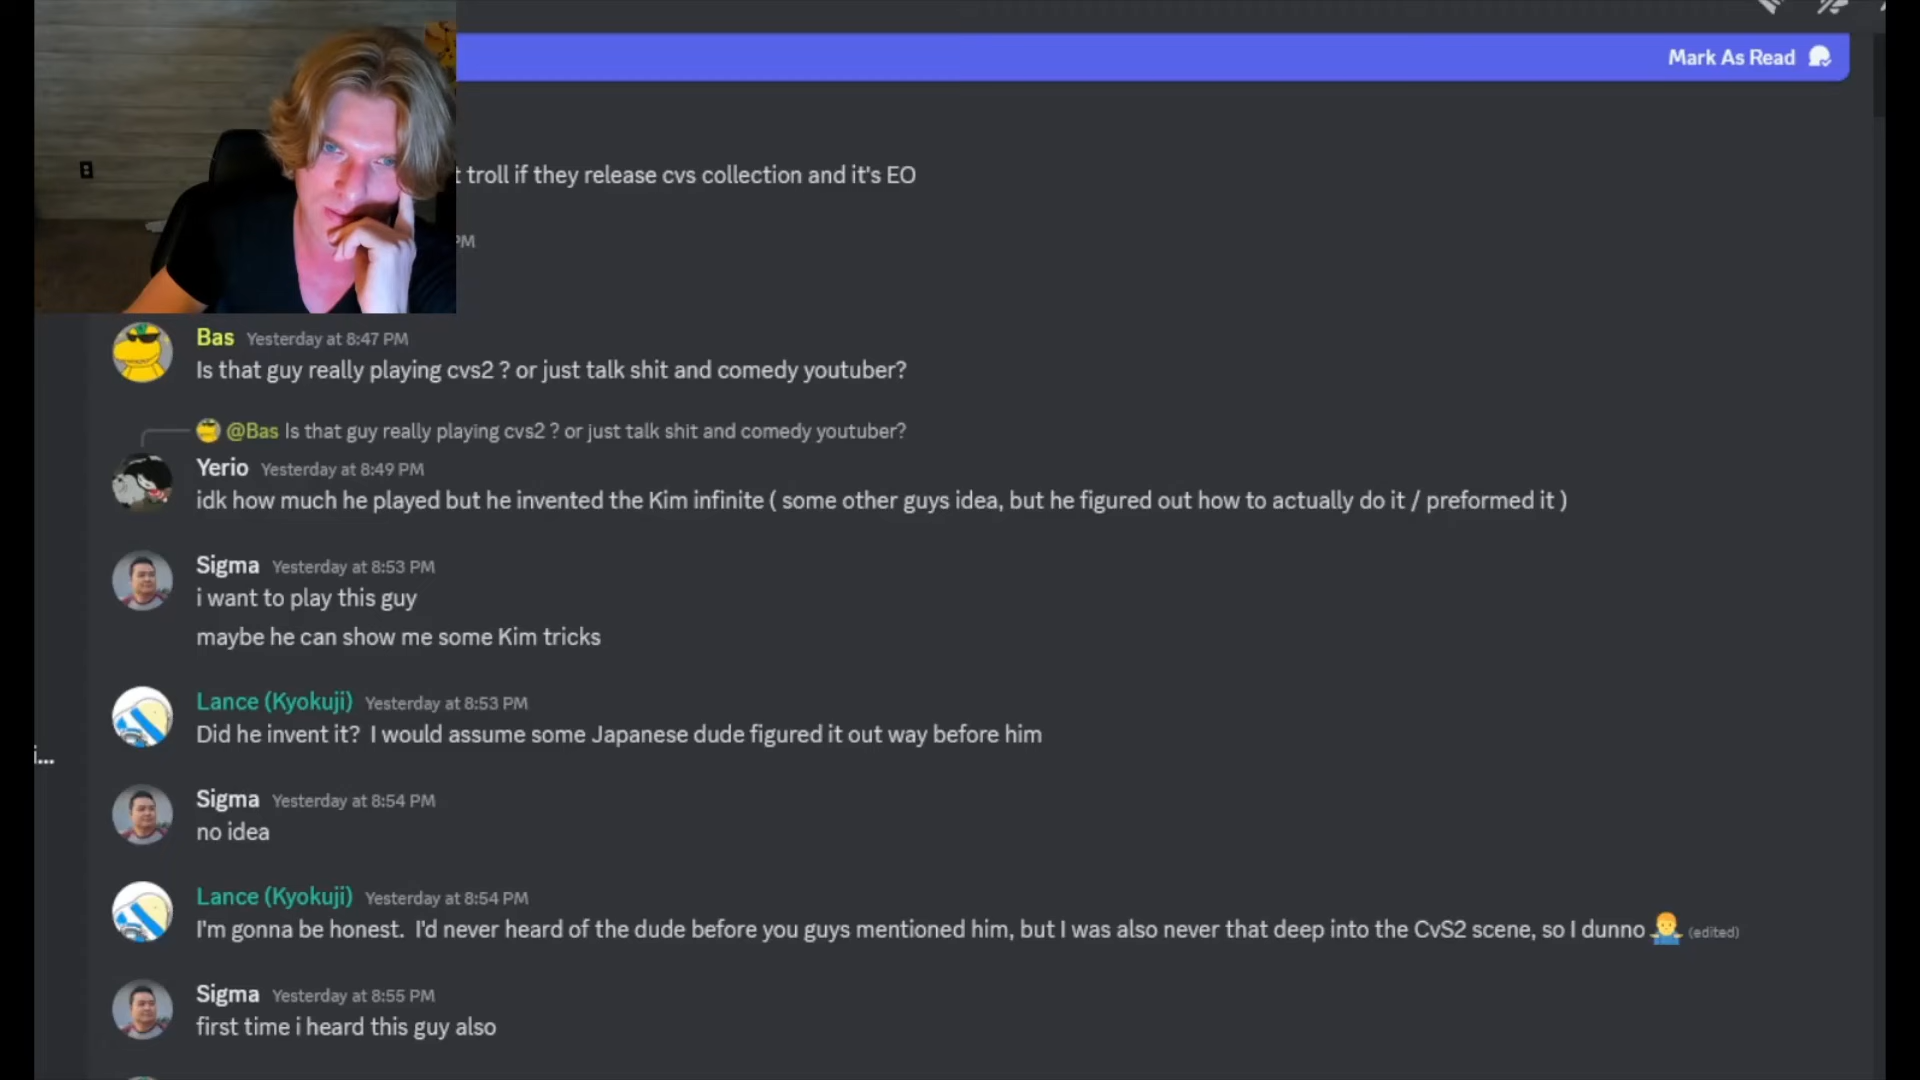 Mark As Read
t troll if they release cvs collection and it's EO
PM
Bas Yesterday at 8:47 PM
Is that guy really playing cvs2 ? or just talk shit and comedy youtuber?
@Bas Is that guy really playing cvs2 ? or just talk shit and comedy youtuber?
Yerio Yesterday at 8:49 PM
idk how much he played but he invented the Kim infinite ( some other guys idea, but he figured out how to actually do it / preformed it )
Sigma Yesterday at 8:53 PM
i want to play this guy
maybe he can show me some Kim tricks
Lance (Kyokuji) Yesterday at 8:53 PM
Did he invent it? I would assume some Japanese dude figured it out way before him
i...
Sigma Yesterday at 8:54 PM
no idea
Lance (Kyokuji) Yesterday at 8:54 PM
I'm gonna be honest. I'd never heard of the dude before you guys mentioned him, but I was also never that deep into the CvS2 scene, so I dunno 🤷‍♂️ (edited)
Sigma Yesterday at 8:55 PM
first time i heard this guy also